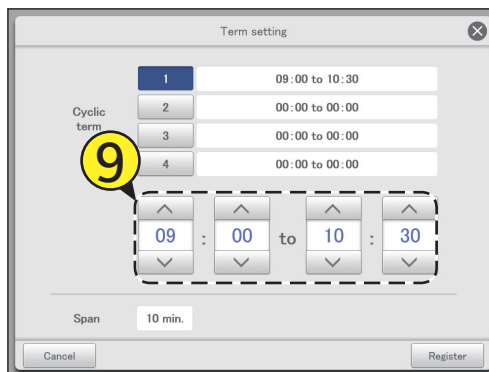 Term setting
1 09:00 to 10:30
Cyclic term
2 00:00 to 00:00
3 00:00 to 00:00
4 00:00 to 00:00
9
09 : 00 to 10 : 30
Span 10 min.
Cancel Register